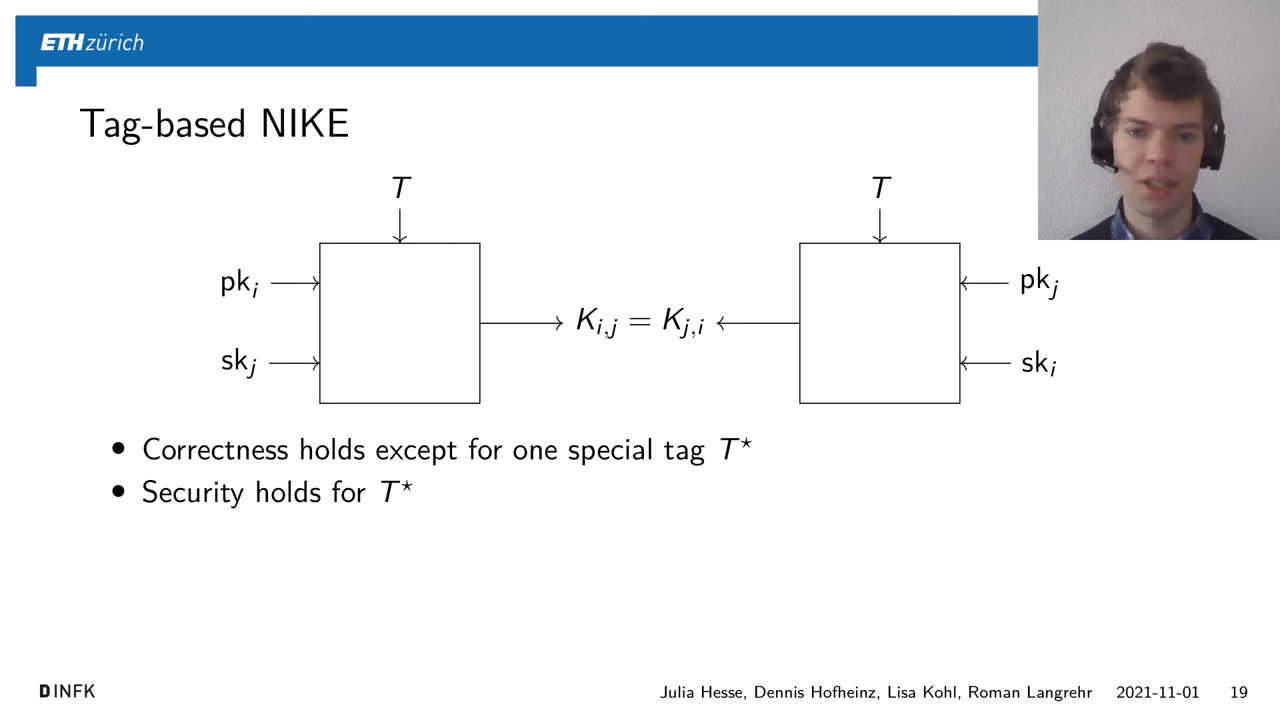 ETH zürich
Tag-based NIKE
T T
pk_i pk_j
K_{i,j} = K_{j,i}
sk_j sk_i
• Correctness holds except for one special tag T⋆
• Security holds for T⋆
D INFK Julia Hesse, Dennis Hofheinz, Lisa Kohl, Roman Langrehr 2021-11-01 19